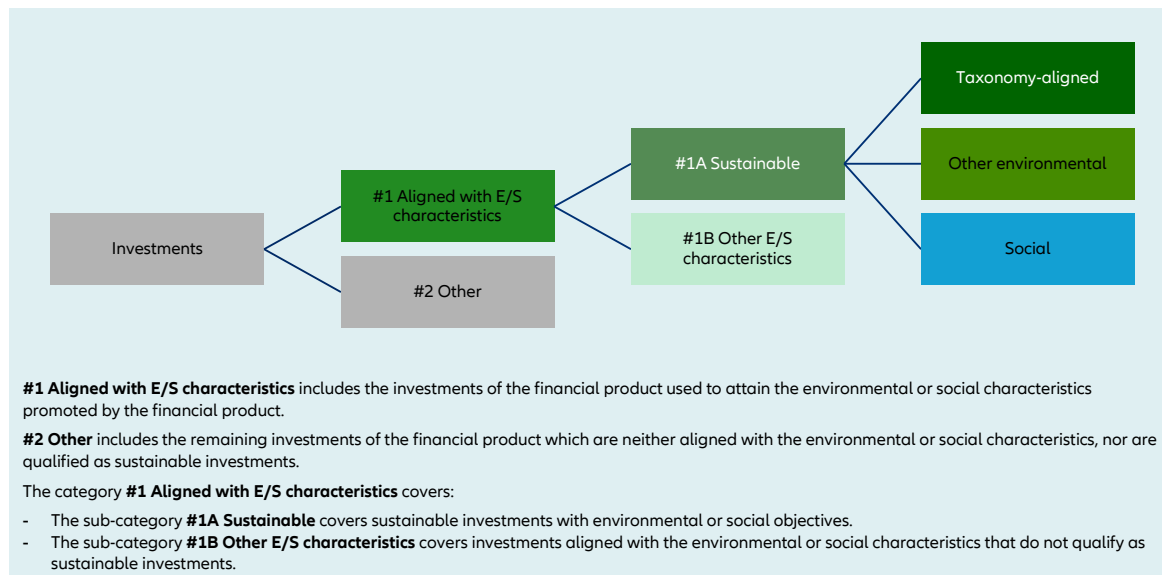 Taxonomy-aligned
#1A Sustainable
Other environmental
#1 Aligned with E/S
characteristics
#1B Other E/S
characteristics
Social
Investments
#2 Other
#1 Aligned with E/S characteristics includes the investments of the financial product used to attain the environmental or social characteristics
promoted by the financial product.
#2 Other includes the remaining investments of the financial product which are neither aligned with the environmental or social characteristics, nor are
qualified as sustainable investments.
The category #1 Aligned with E/S characteristics covers:
- The sub-category #1A Sustainable covers sustainable investments with environmental or social objectives.
- The sub-category #1B Other E/S characteristics covers investments aligned with the environmental or social characteristics that do not qualify as
sustainable investments.